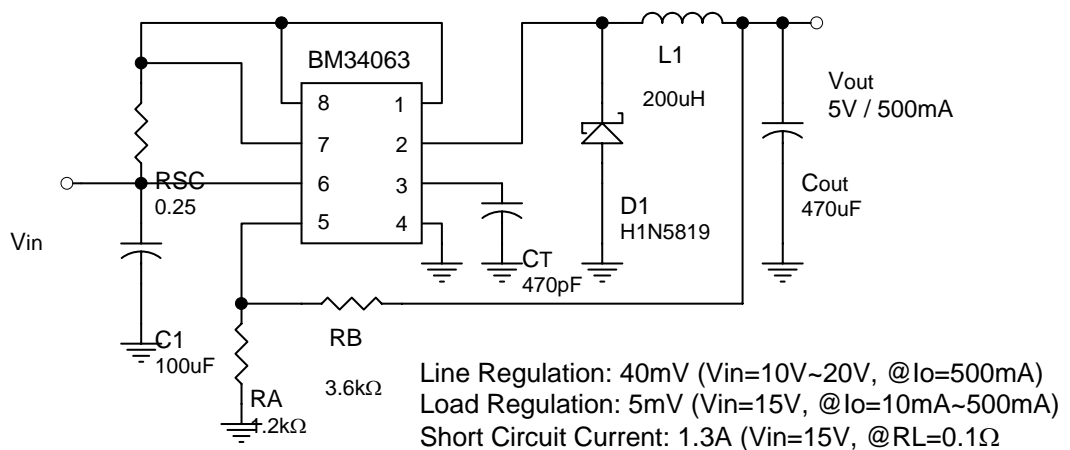 BM34063
8 1
7 2
6 3
5 4
L1
200uH
Vout
5V / 500mA
RSC
0.25
Vin
D1
H1N5819
Cout
470uF
CT
470pF
C1
100uF
RB
3.6kΩ
RA
1.2kΩ
Line Regulation: 40mV (Vin=10V~20V, @Io=500mA)
Load Regulation: 5mV (Vin=15V, @Io=10mA~500mA)
Short Circuit Current: 1.3A (Vin=15V, @RL=0.1Ω